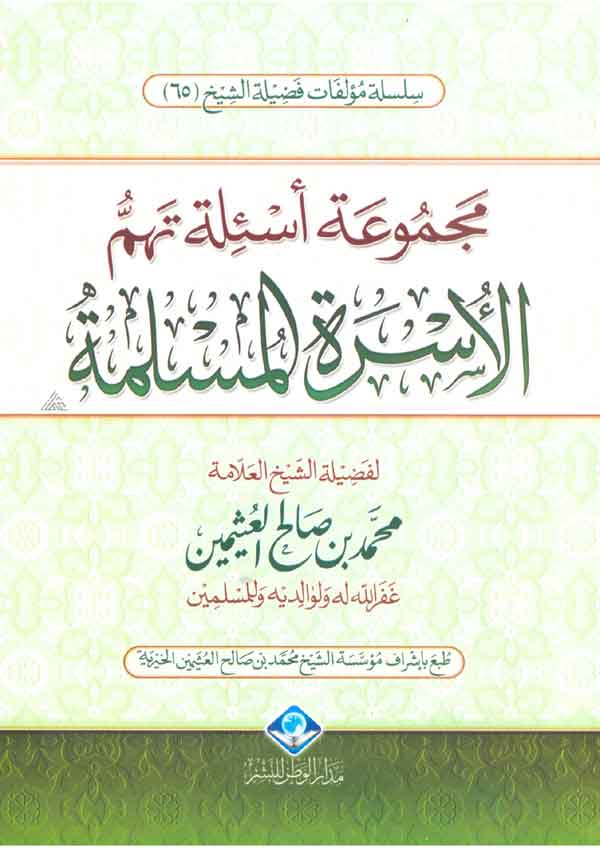 سلسلة مؤلفات فضيلة الشيخ (٦٥)
مجموعة أسئلة تهمُّ
الأسرة المسلمة
لفضيلة الشيخ العلامة
محمد بن صالح العثيمين
غفر الله له ولوالديه وللمسلمين
طبع بإشراف مؤسسة الشيخ محمد بن صالح العثيمين الخيرية
مدار الوطن للنشر